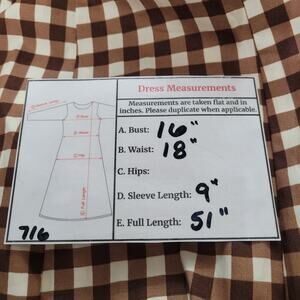 Dress Measurements
Measurements are taken flat and in
inches. Please duplicate when applicable.
A. Bust: 16"
B. Waist: 18"
C. Hips:
D. Sleeve Length: 9"
E. Full Length: 51"
716